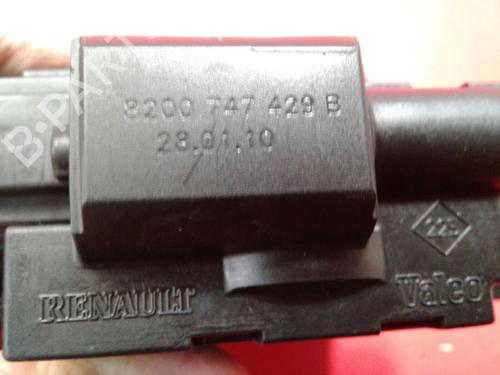 B-PARTS
8200 747 429 B
28.01.10
225
RENAULT
Valeo